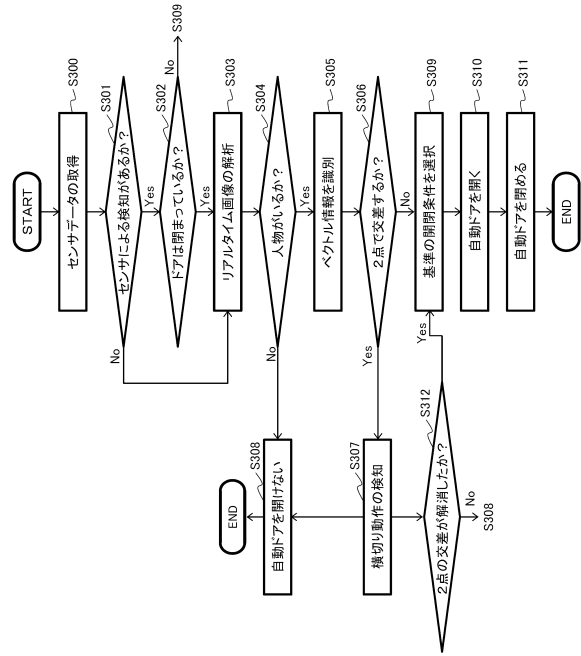 START
センサデータの取得
S300
センサによる検知があるか？
S301
Yes
No
ドアは閉まっているか？
S302
No
S309
Yes
リアルタイム画像の解析
S303
人物がいるか？
S304
Yes
No
ベクトル情報を識別
S305
２点で交差するか？
S306
No
Yes
基準の開閉条件を選択
S309
自動ドアを開く
S310
自動ドアを閉める
S311
END
END
S308
自動ドアを開けない
S307
横切り動作の検知
S312
２点の交差が解消したか？
Yes
No
S308